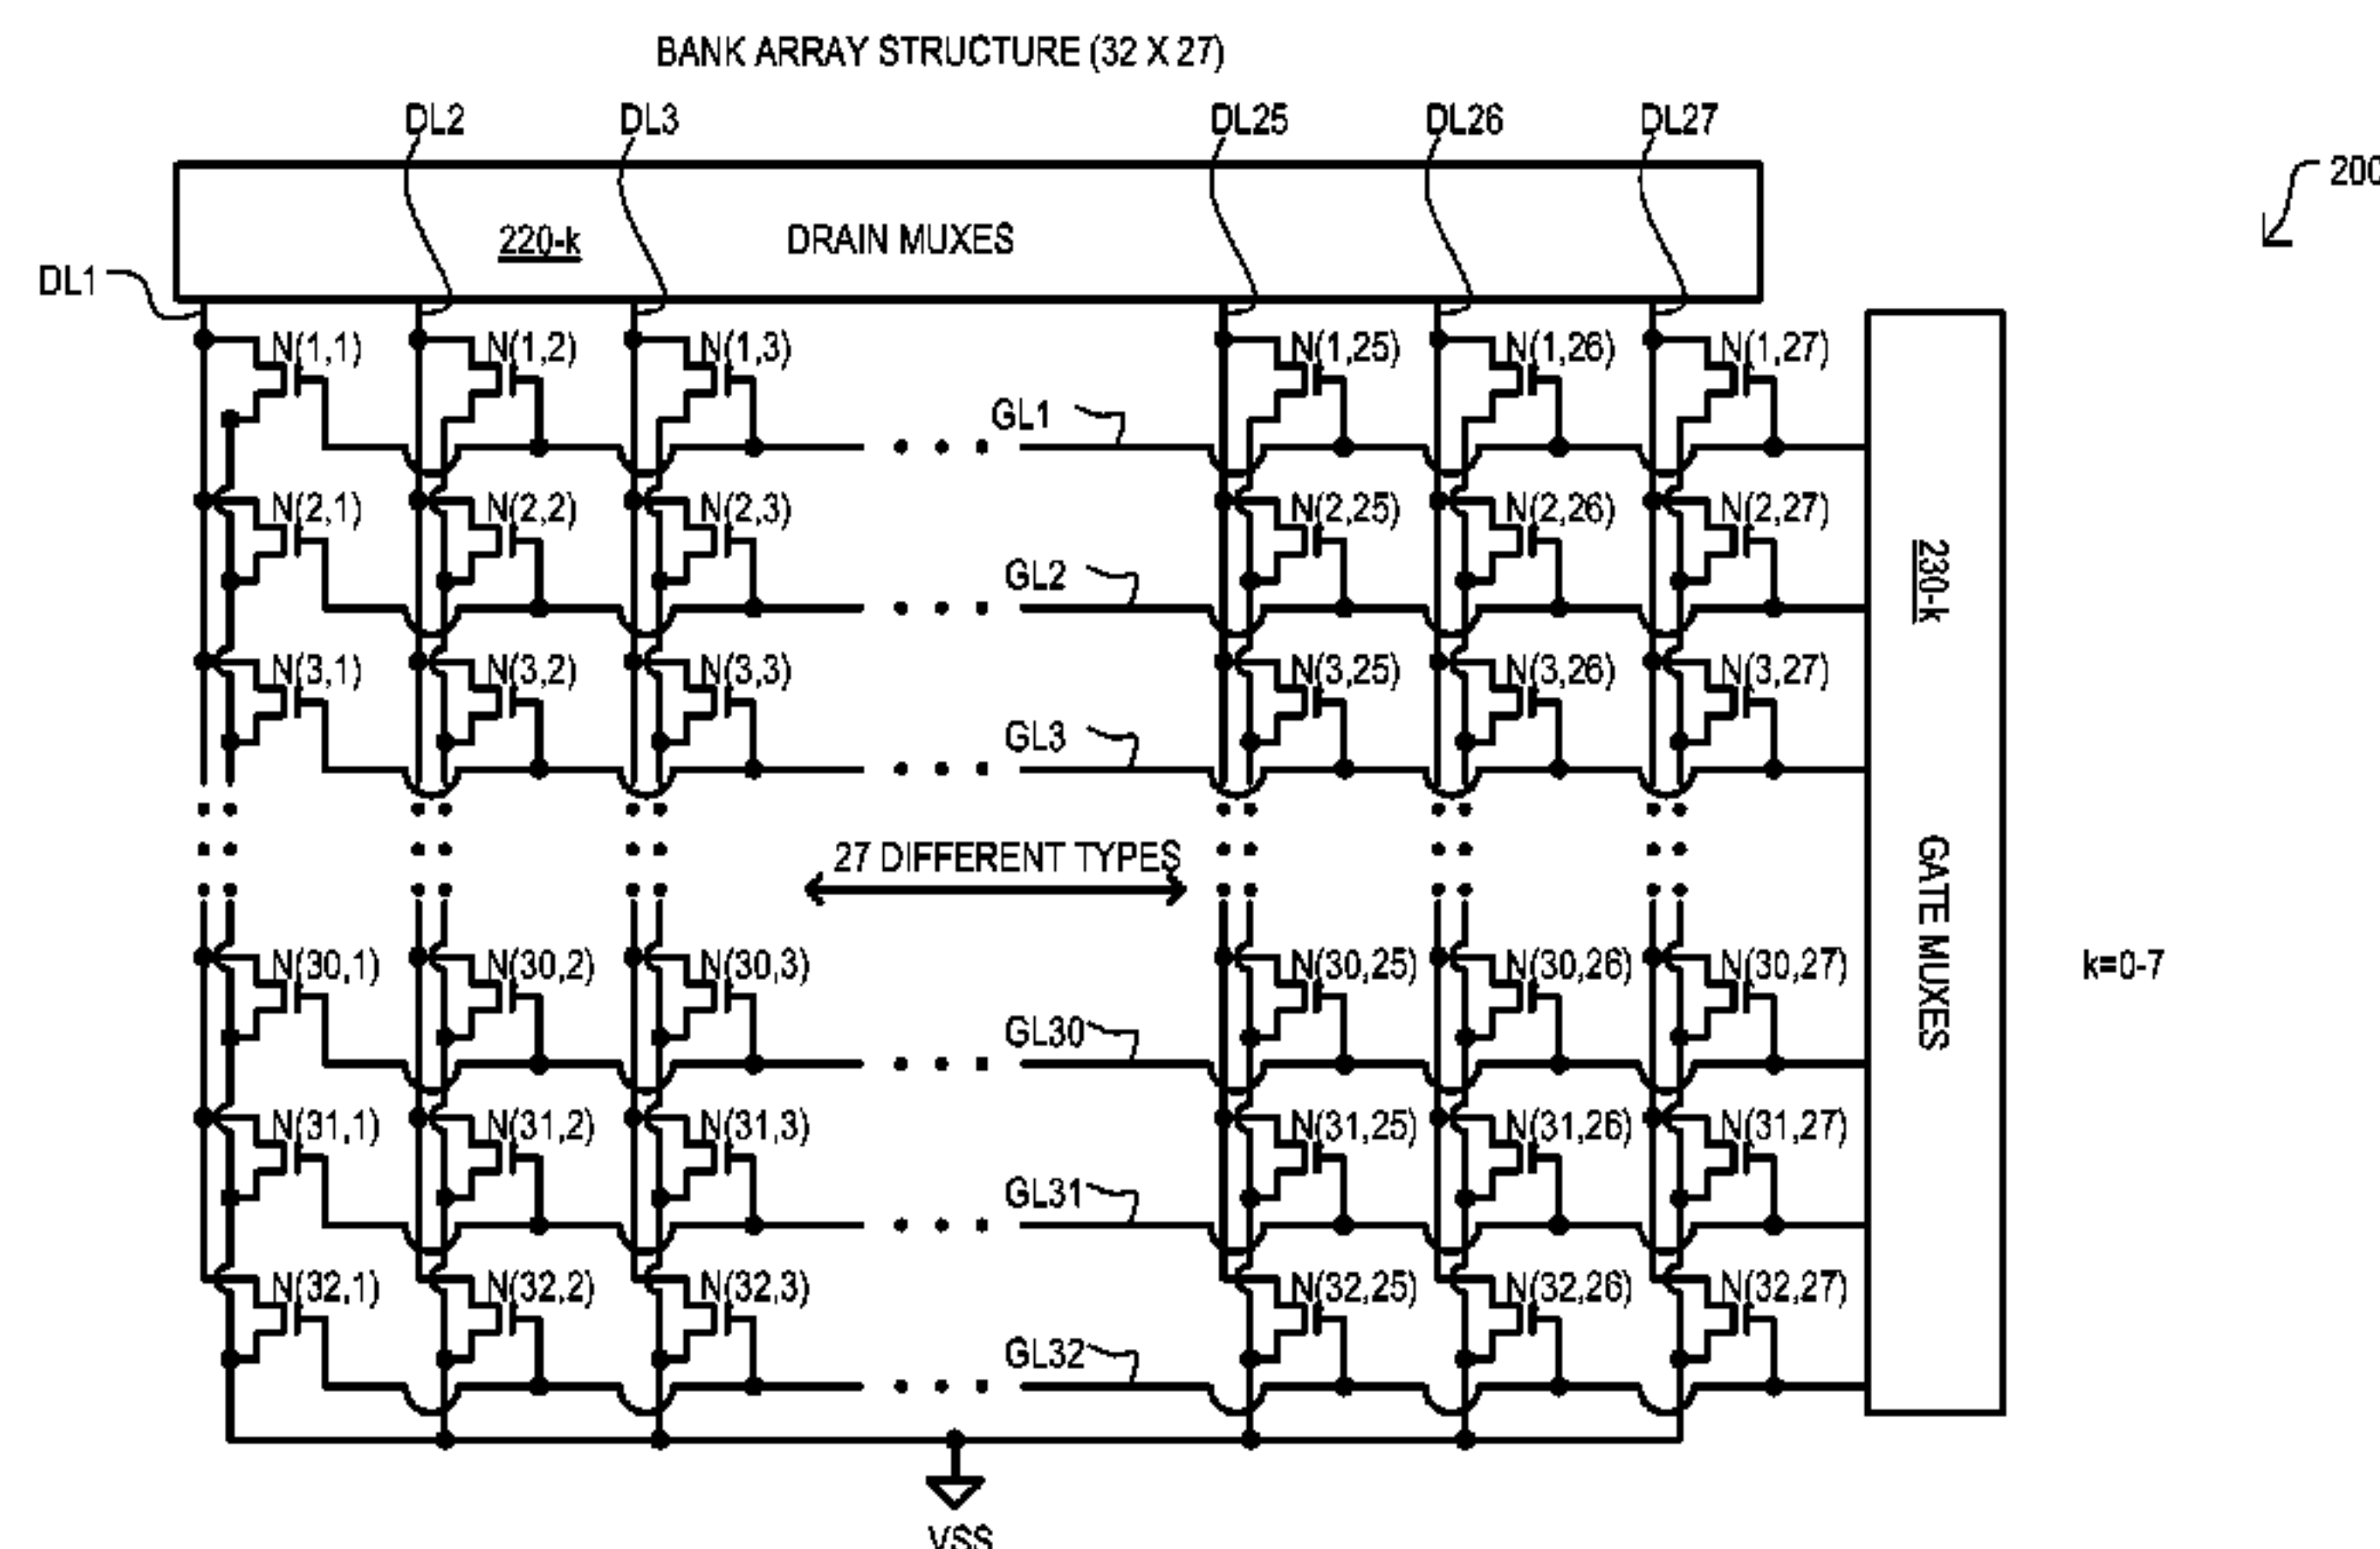 BANK ARRAY STRUCTURE (32 X 27)
DL2 DL3 DL25 DL26 DL27
200
220-k DRAIN MUXES
DL1
N(1,1) N(1,2) N(1,3) N(1,25) N(1,26) N(1,27)
GL1
N(2,1) N(2,2) N(2,3) N(2,25) N(2,26) N(2,27)
GL2
230-k
N(3,1) N(3,2) N(3,3) N(3,25) N(3,26) N(3,27)
GL3
27 DIFFERENT TYPES
GATE MUXES
N(30,1) N(30,2) N(30,3) N(30,25) N(30,26) N(30,27)
k=0-7
GL30
N(31,1) N(31,2) N(31,3) N(31,25) N(31,26) N(31,27)
GL31
N(32,1) N(32,2) N(32,3) N(32,25) N(32,26) N(32,27)
GL32
VSS